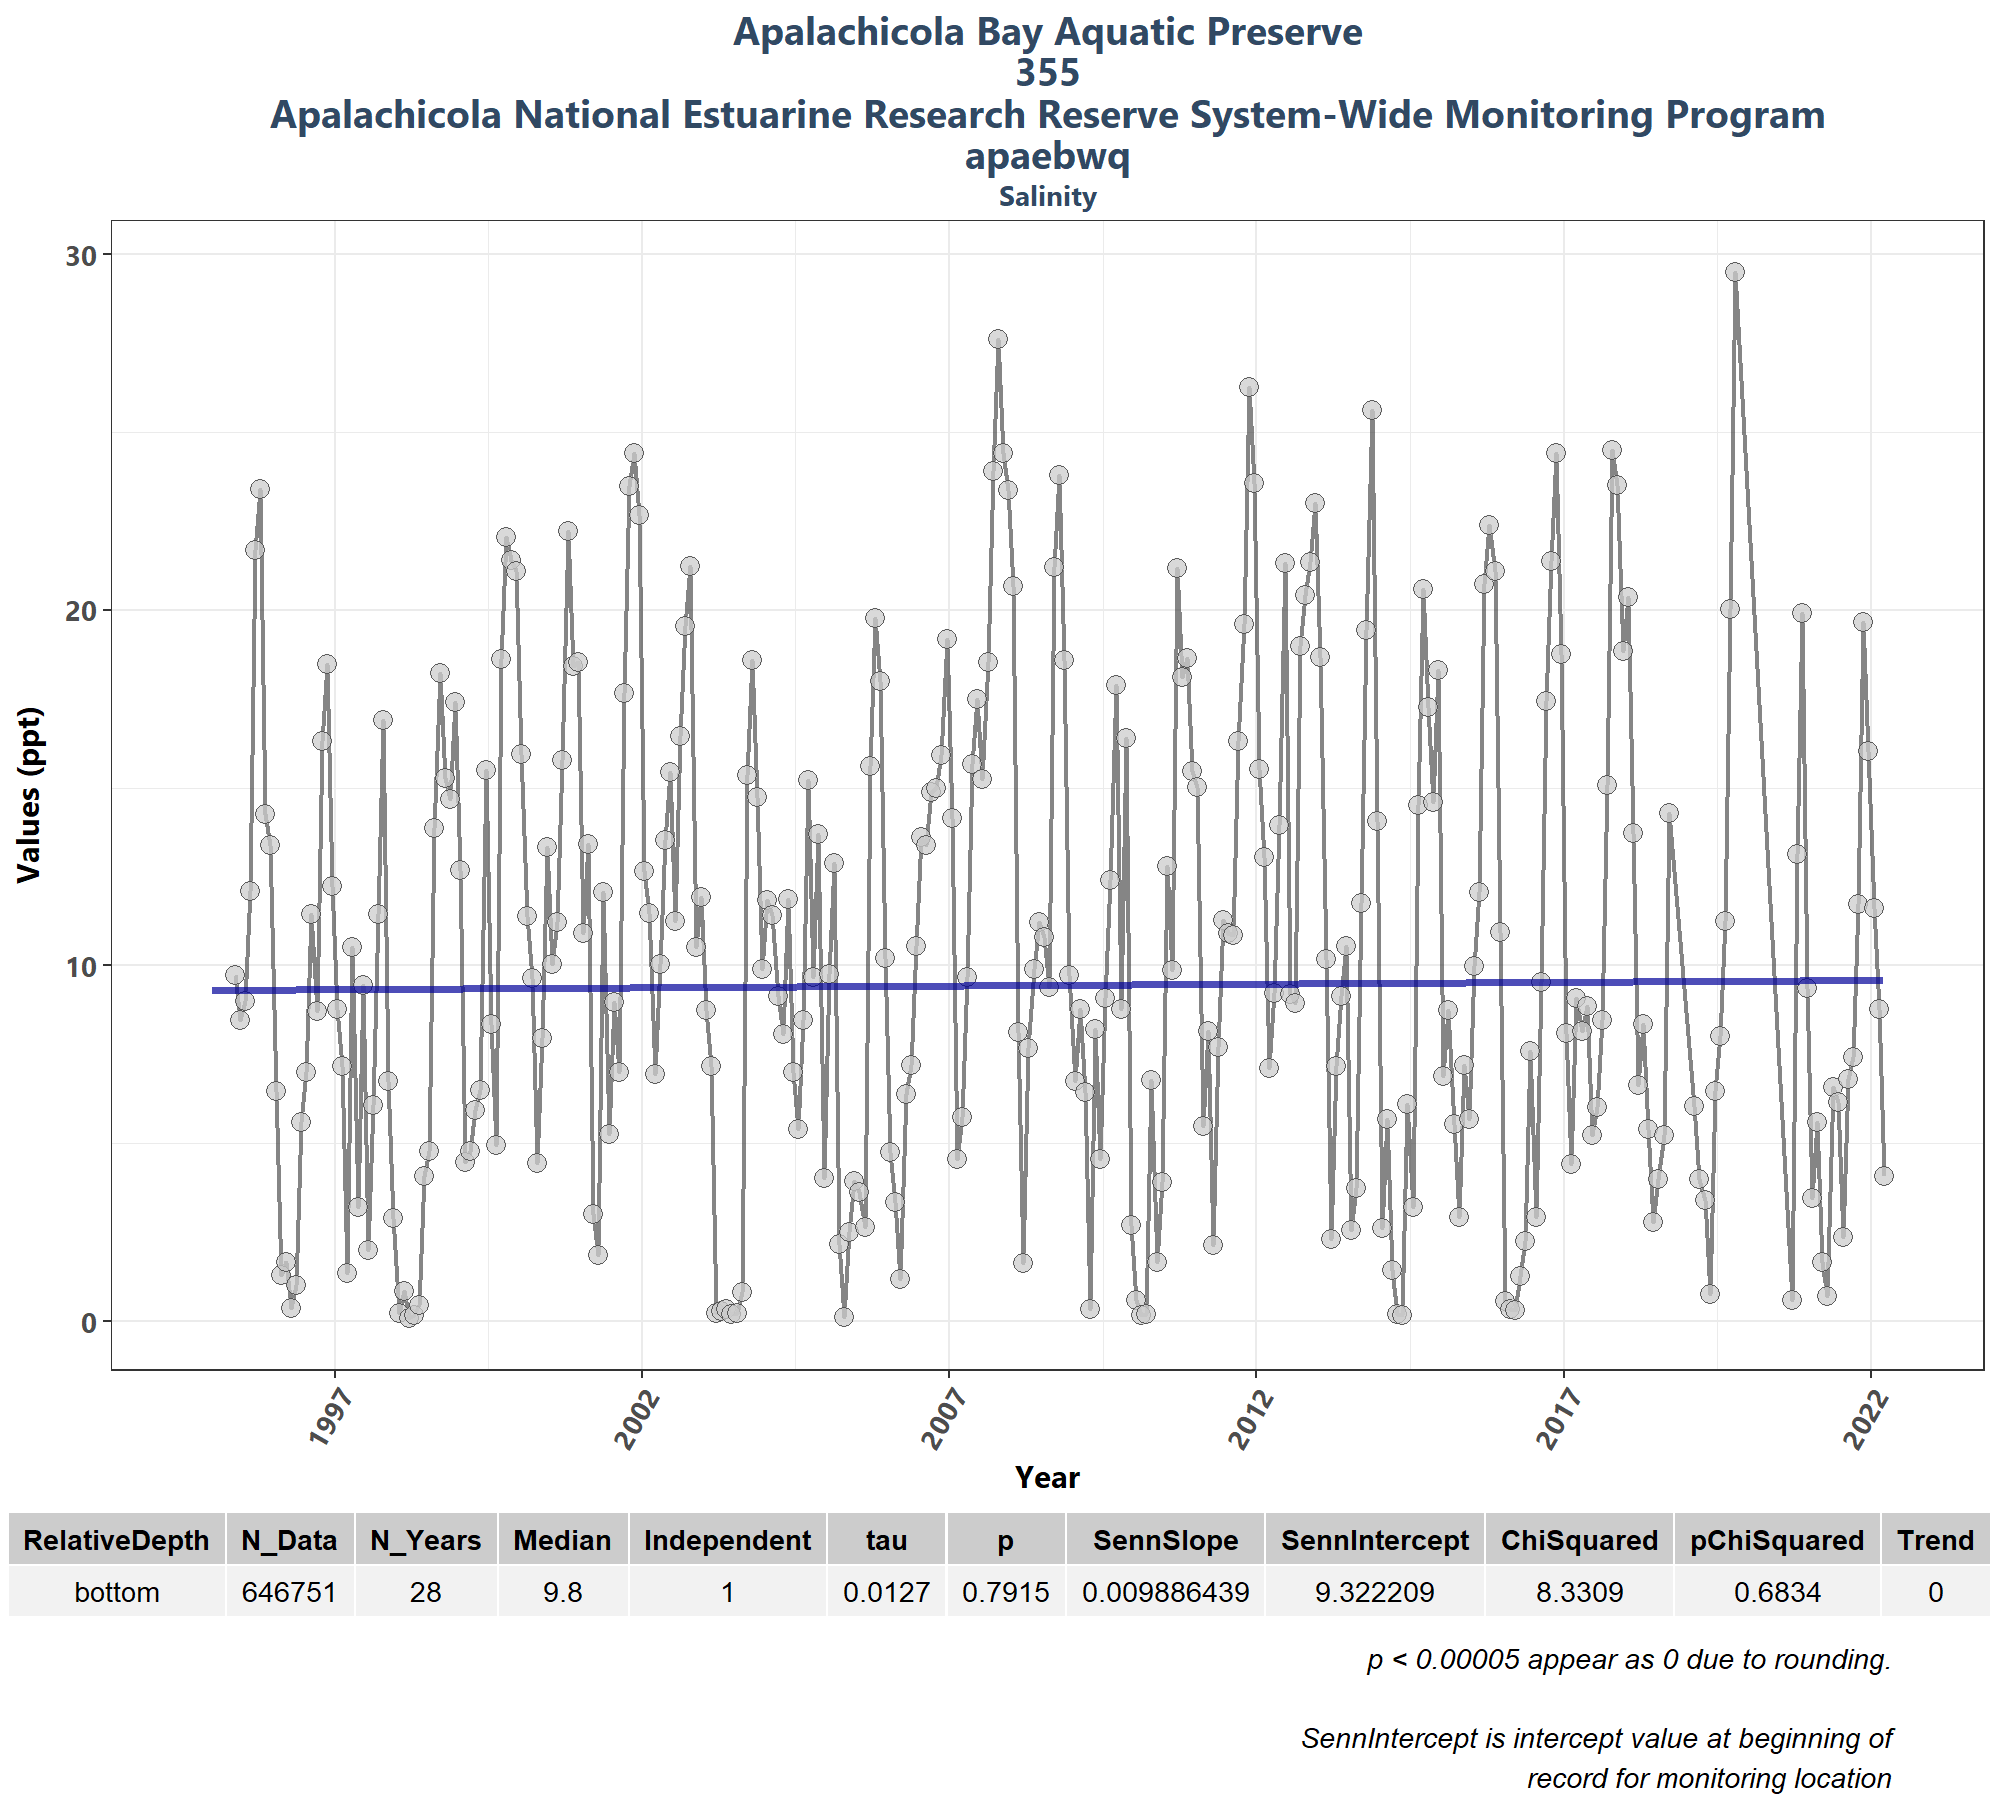 Apalachicola Bay Aquatic Preserve
355
Apalachicola National Estuarine Research Reserve System-Wide Monitoring Program
apaebwq
Salinity
30
20
10
0
Values (ppt)
1997 2002 2007 2012 2017 2022
Year
RelativeDepth N_Data N_Years Median Independent tau p SennSlope SennIntercept ChiSquared pChiSquared Trend
bottom 646751 28 9.8 1 0.0127 0.7915 0.009886439 9.322209 8.3309 0.6834 0
p < 0.00005 appear as 0 due to rounding.
SennIntercept is intercept value at beginning of
record for monitoring location